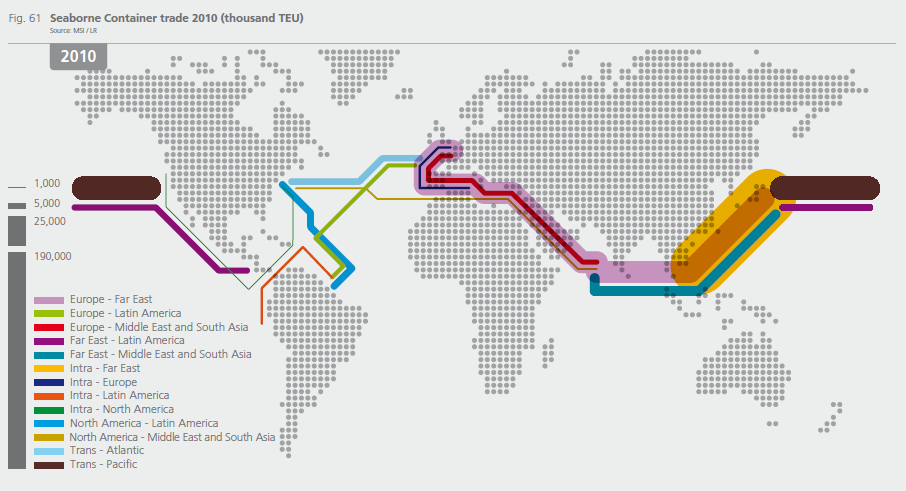 Fig. 61 Seaborne Container trade 2010 (thousand TEU)
Source: MSI / LR
2010
1,000
5,000
25,000
190,000
Europe - Far East
Europe - Latin America
Europe - Middle East and South Asia
Far East - Latin America
Far East - Middle East and South Asia
Intra - Far East
Intra - Europe
Intra - Latin America
Intra - North America
North America - Latin America
North America - Middle East and South Asia
Trans - Atlantic
Trans - Pacific